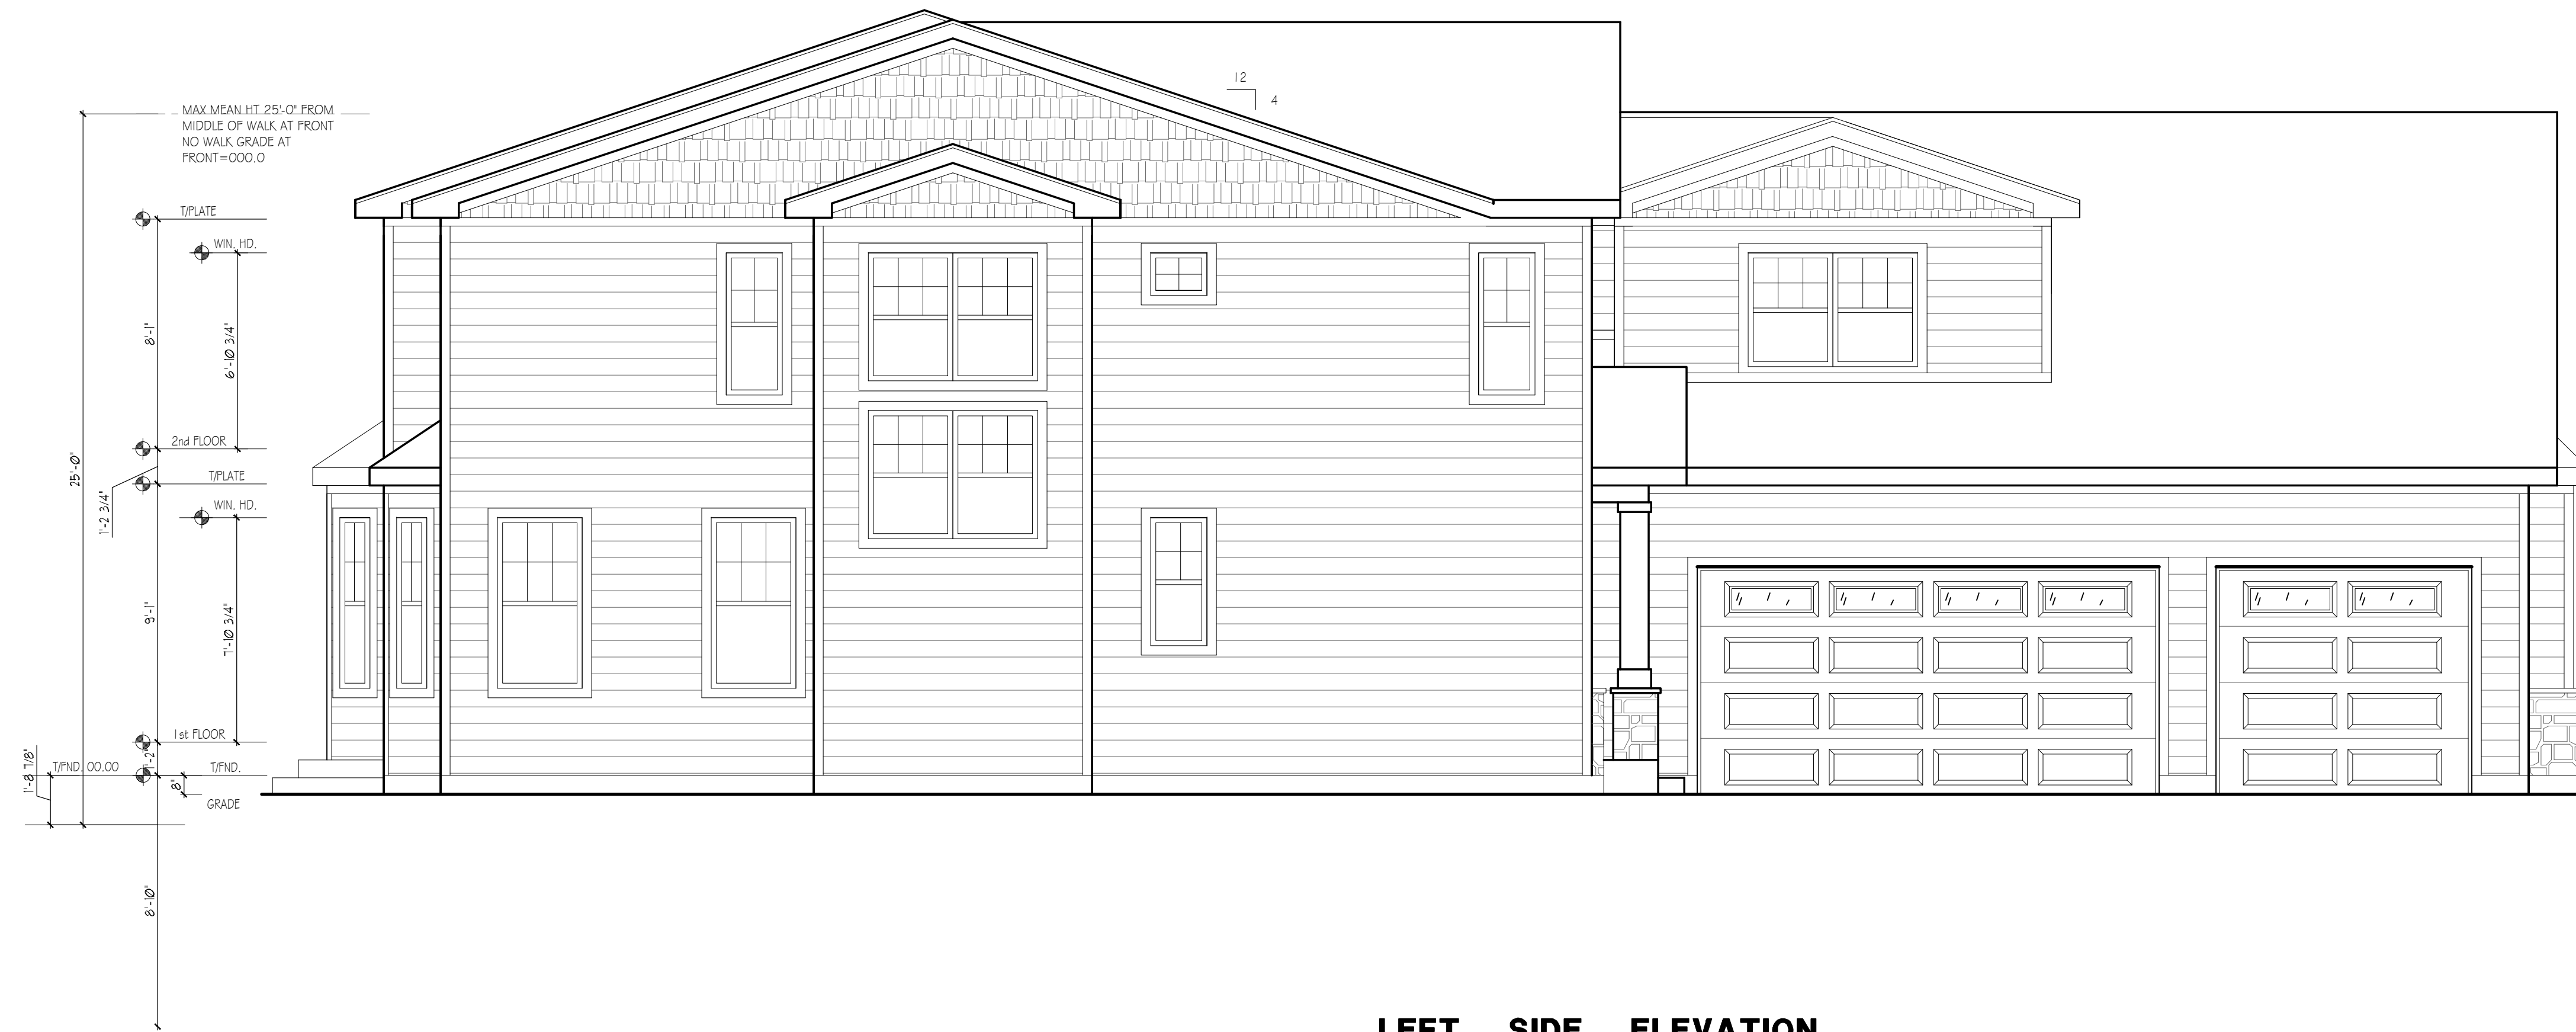 12
4
MAX MEAN HT 25'-0" FROM
MIDDLE OF WALK AT FRONT
NO WALK GRADE AT
FRONT=000.0
T/PLATE
WIN. HD.
8'-1"
6'-10 3/4"
2nd FLOOR
25'-0"
T/PLATE
1'-2 3/4"
WIN. HD.
9'-1"
7'-10 3/4"
1st FLOOR
1'-2"
1'-8 7/8"
T/FND. 00.00
T/FND.
8"
GRADE
8'-10"
LEFT SIDE ELEVATION